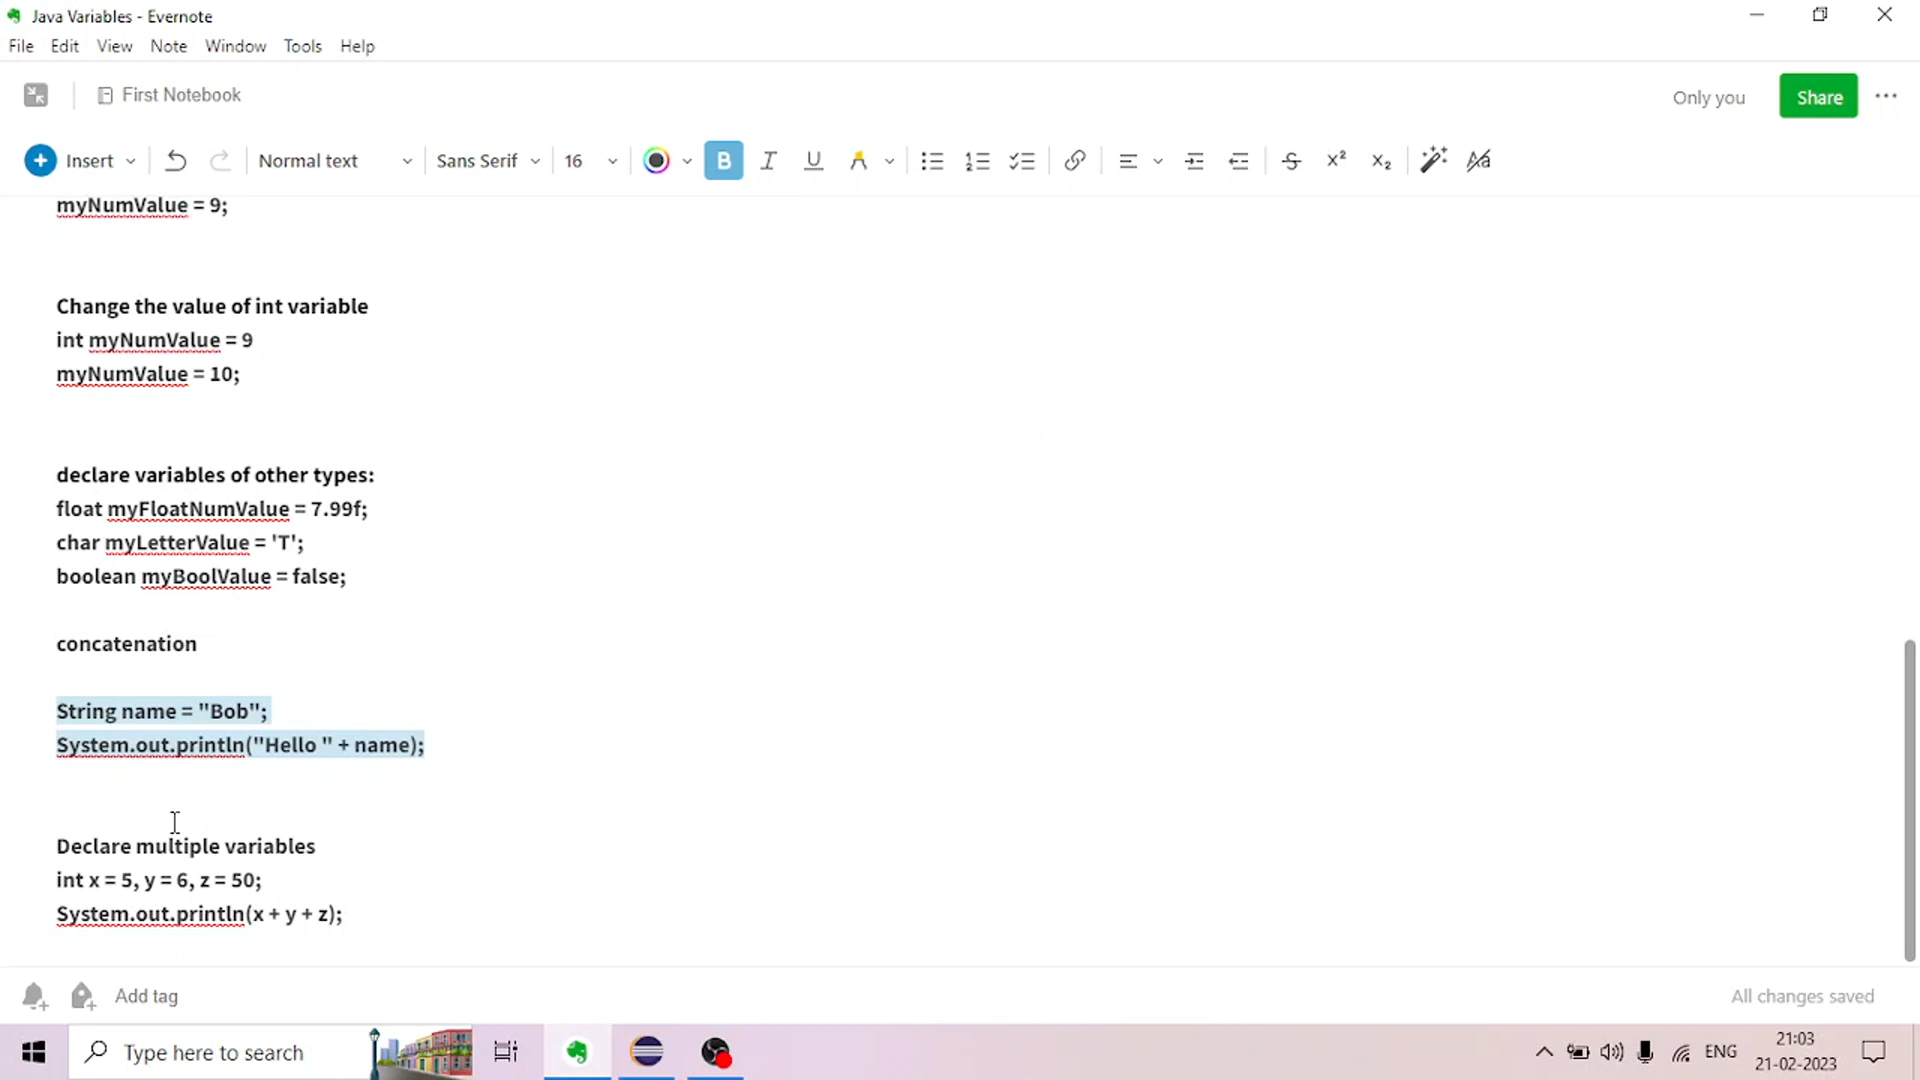 Java Variables - Evernote
File Edit View Note Window Tools Help
First Notebook
Only you
Share
Insert
Normal text
Sans Serif
16
B I U
x² x₂
myNumValue = 9;
Change the value of int variable
int myNumValue = 9
myNumValue = 10;
declare variables of other types:
float myFloatNumValue = 7.99f;
char myLetterValue = 'T';
boolean myBoolValue = false;
concatenation
String name = "Bob";
System.out.println("Hello " + name);
Declare multiple variables
int x = 5, y = 6, z = 50;
System.out.println(x + y + z);
Add tag
All changes saved
Type here to search
ENG
21:03
21-02-2023